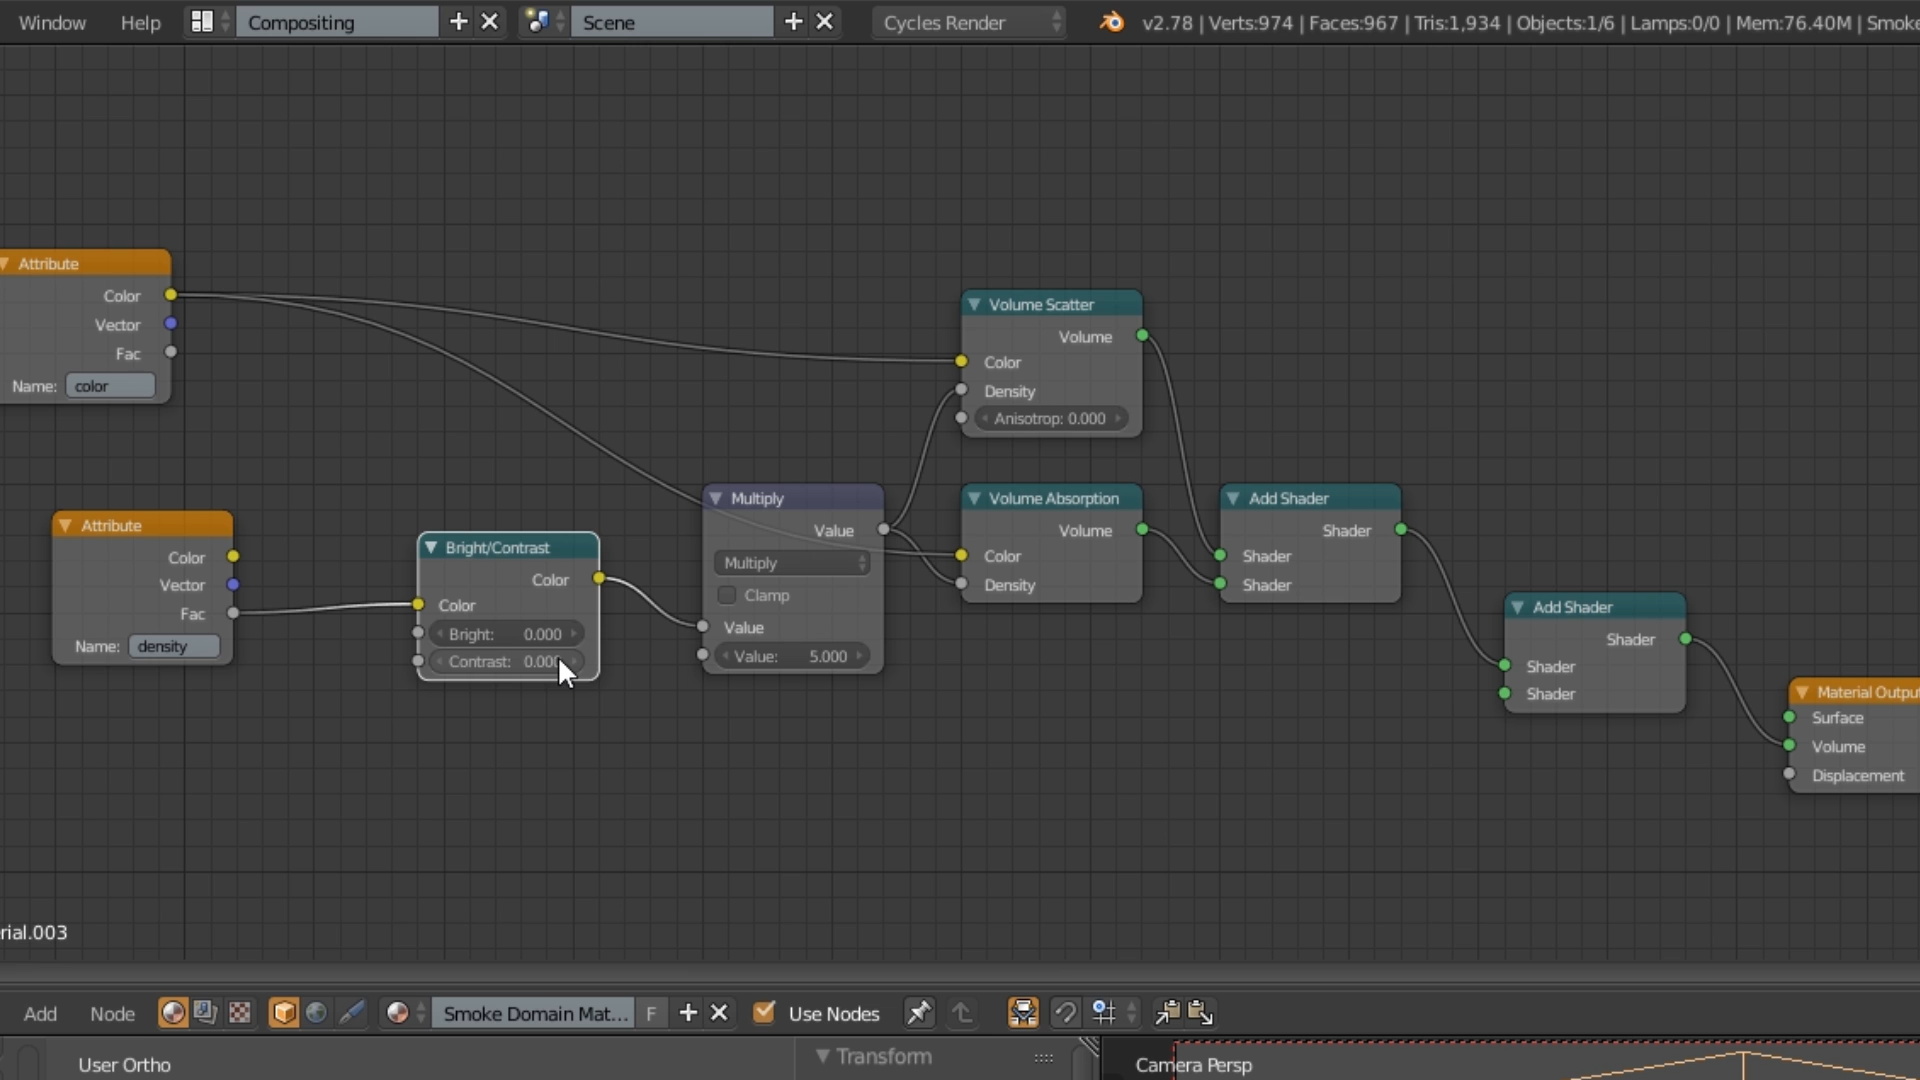 Window Help Compositing Scene Cycles Render v2.78 | Verts:974 | Faces:967 | Tris:1,934 | Objects:1/6 | Lamps:0/0 | Mem:76.40M | Smoke
Attribute
Color
Vector
Fac
Name: color
Volume Scatter
Volume
Color
Density
Anisotrop: 0.000
Attribute
Color
Vector
Fac
Name: density
Bright/Contrast
Color
Color
Bright: 0.000
Contrast: 0.000
Multiply
Value
Multiply
Clamp
Value
Value: 5.000
Volume Absorption
Volume
Color
Density
Add Shader
Shader
Shader
Shader
Add Shader
Shader
Shader
Shader
Material Output
Surface
Volume
Displacement
rial.003
Add Node Smoke Domain Mat... F Use Nodes
User Ortho Transform Camera Persp